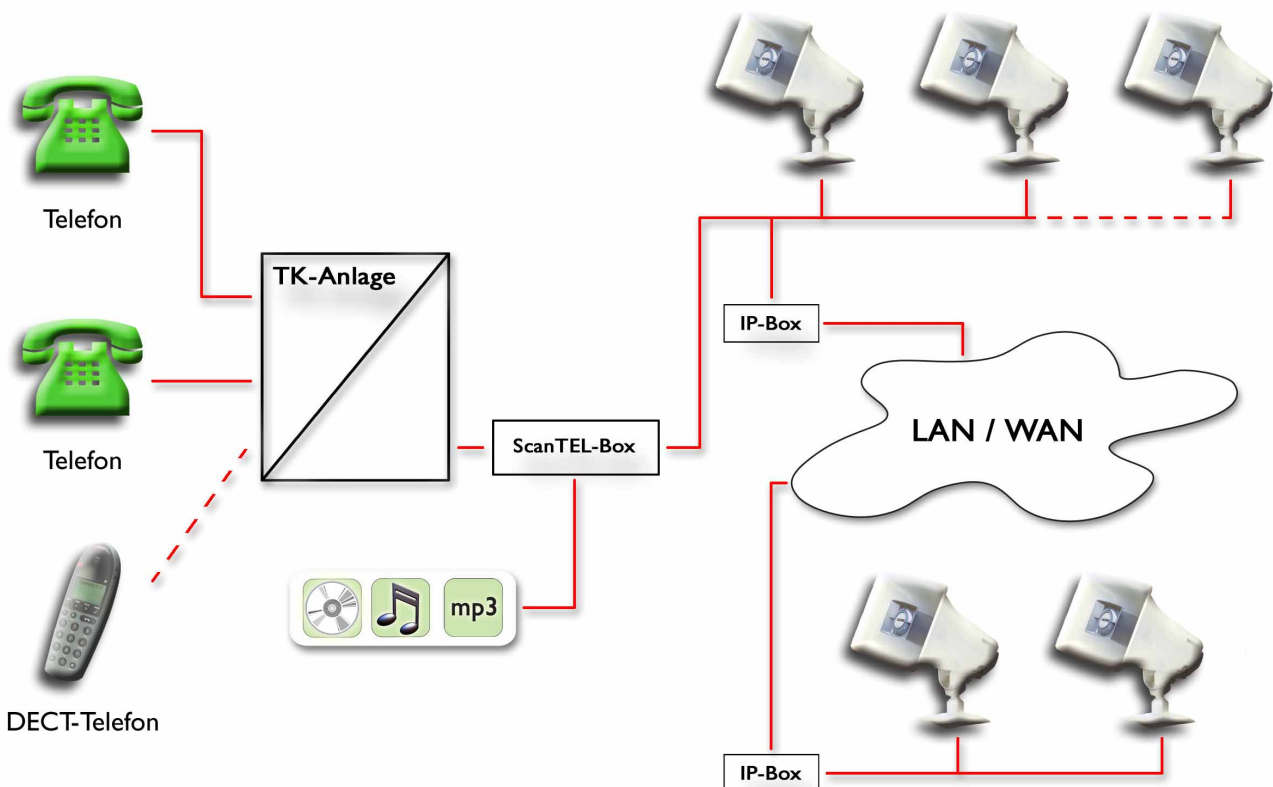 Telefon
TK-Anlage
IP-Box
Telefon
ScanTEL-Box
LAN / WAN
mp3
DECT-Telefon
IP-Box